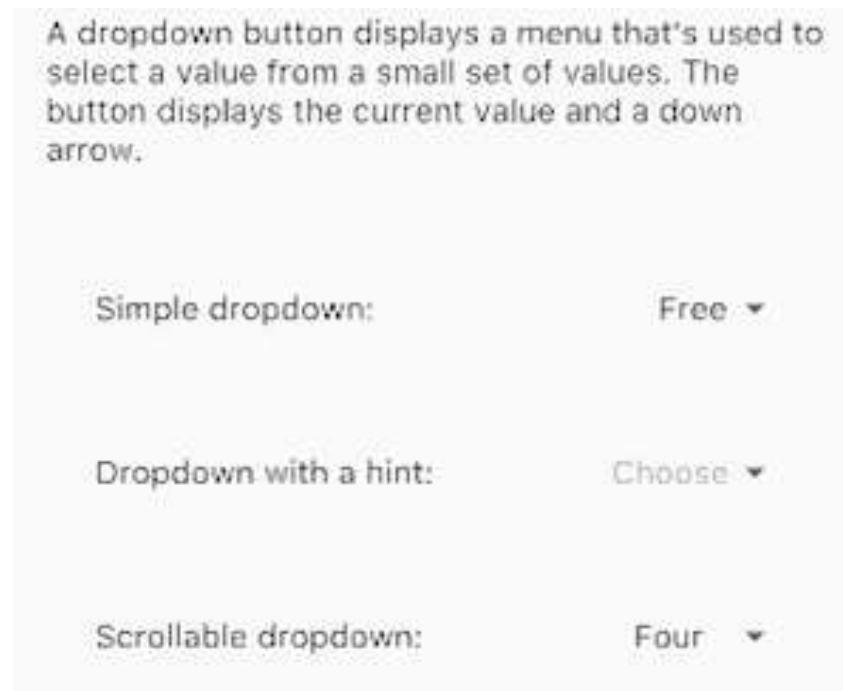 A dropdown button displays a menu that's used to
select a value from a small set of values. The
button displays the current value and a down
arrow.
Simple dropdown: Free
Dropdown with a hint: Choose
Scrollable dropdown: Four